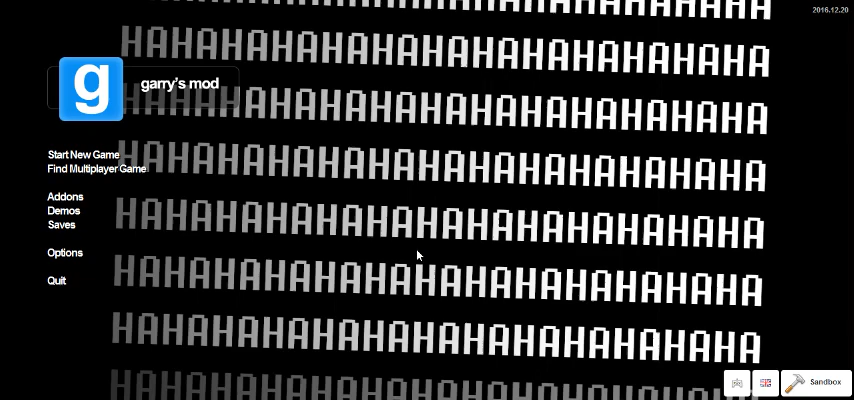 2016.12.20
HAHAHAHAHAHAHAHAHAHAHAHAHA
garry's mod
g
HAHAHAHAHAHAHAHAHAHAHAHAHA
HAHAHAHAHAHAHAHAHAHAHAHAHA
Start New Game
Find Multiplayer Game
Addons
Demos
Saves
HAHAHAHAHAHAHAHAHAHAHAHAHA
Options
HAHAHAHAHAHAHAHAHAHAHAHAHA
Quit
HAHAHAHAHAHAHAHAHAHAHAHAHA
HAHAHAHAHAHAHAHAHAHAHAHAHA
Sandbox